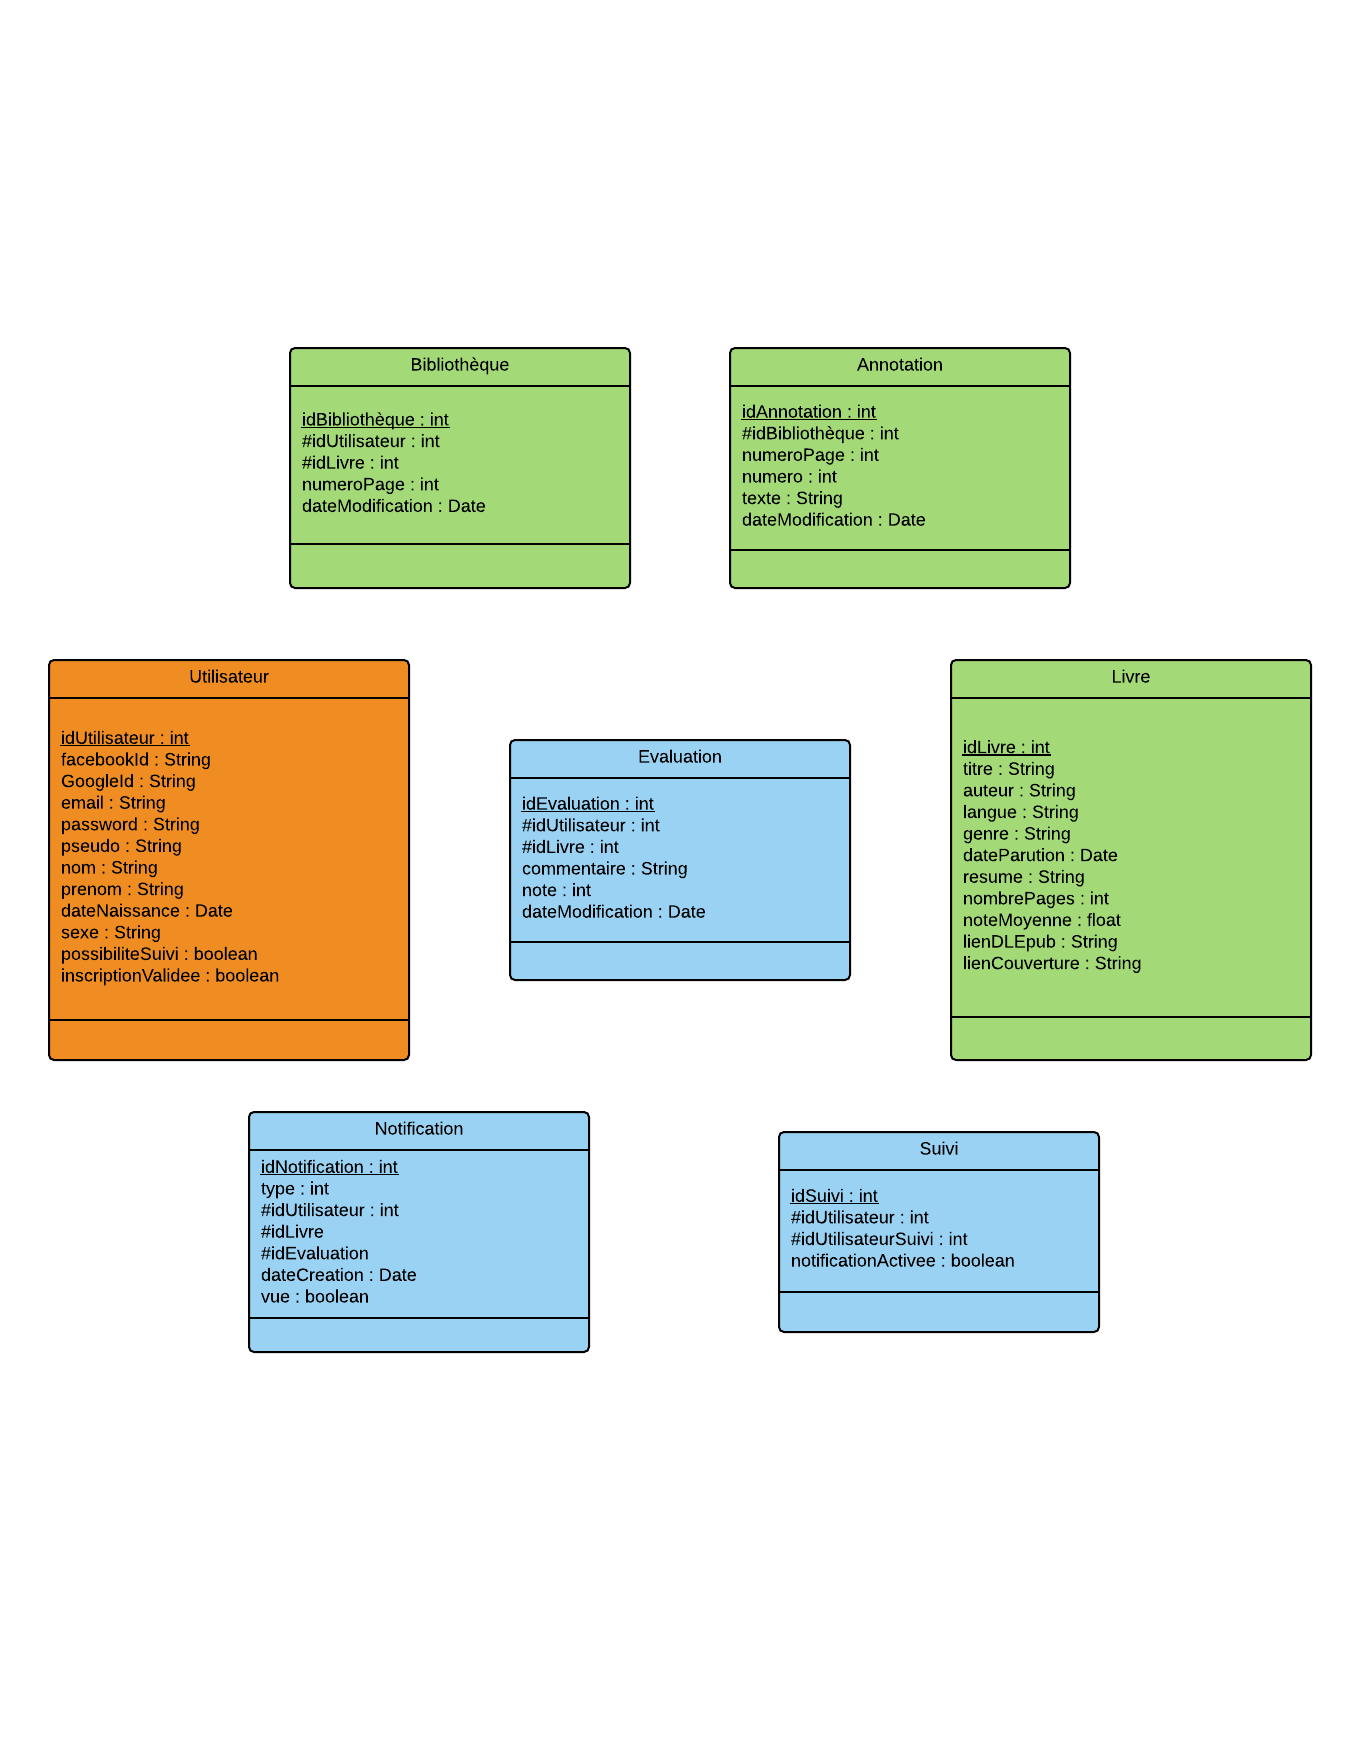 Bibliothèque
idBibliothèque : int
#idUtilisateur : int
#idLivre : int
numeroPage : int
dateModification : Date
Annotation
idAnnotation : int
#idBibliothèque : int
numeroPage : int
numero : int
texte : String
dateModification : Date
Utilisateur
idUtilisateur : int
facebookId : String
GoogleId : String
email : String
password : String
pseudo : String
nom : String
prenom : String
dateNaissance : Date
sexe : String
possibiliteSuivi : boolean
inscriptionValidee : boolean
Evaluation
idEvaluation : int
#idUtilisateur : int
#idLivre : int
commentaire : String
note : int
dateModification : Date
Livre
idLivre : int
titre : String
auteur : String
langue : String
genre : String
dateParution : Date
resume : String
nombrePages : int
noteMoyenne : float
lienDLEpub : String
lienCouverture : String
Notification
idNotification : int
type : int
#idUtilisateur : int
#idLivre
#idEvaluation
dateCreation : Date
vue : boolean
Suivi
idSuivi : int
#idUtilisateur : int
#idUtilisateurSuivi : int
notificationActivee : boolean